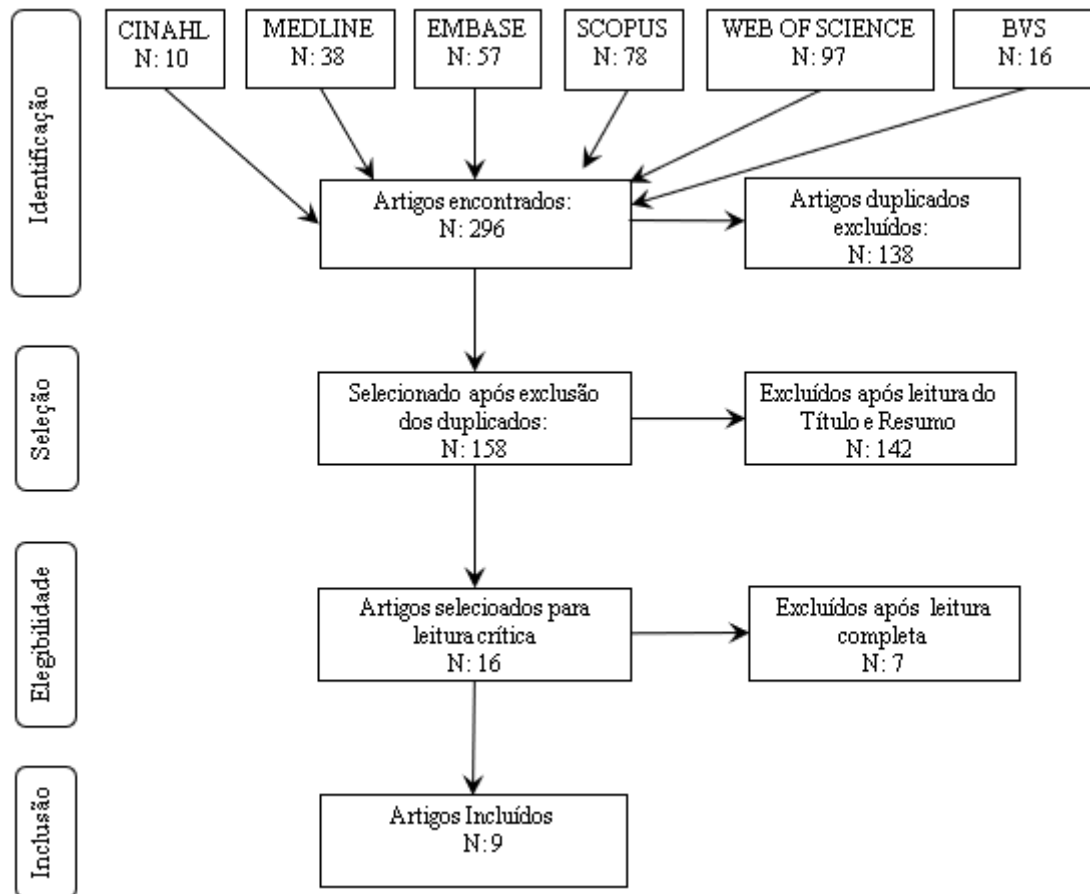 CINAHL
N: 10
MEDLINE
N: 38
EMBASE
N: 57
SCOPUS
N: 78
WEB OF SCIENCE
N: 97
BVS
N: 16
Identificação
Artigos encontrados:
N: 296
Artigos duplicados
excluídos:
N: 138
Seleção
Selecionado após exclusão
dos duplicados:
N: 158
Excluídos após leitura do
Título e Resumo
N: 142
Elegibilidade
Artigos selecioados para
leitura crítica
N: 16
Excluídos após leitura
completa
N: 7
Inclusão
Artigos Incluídos
N: 9